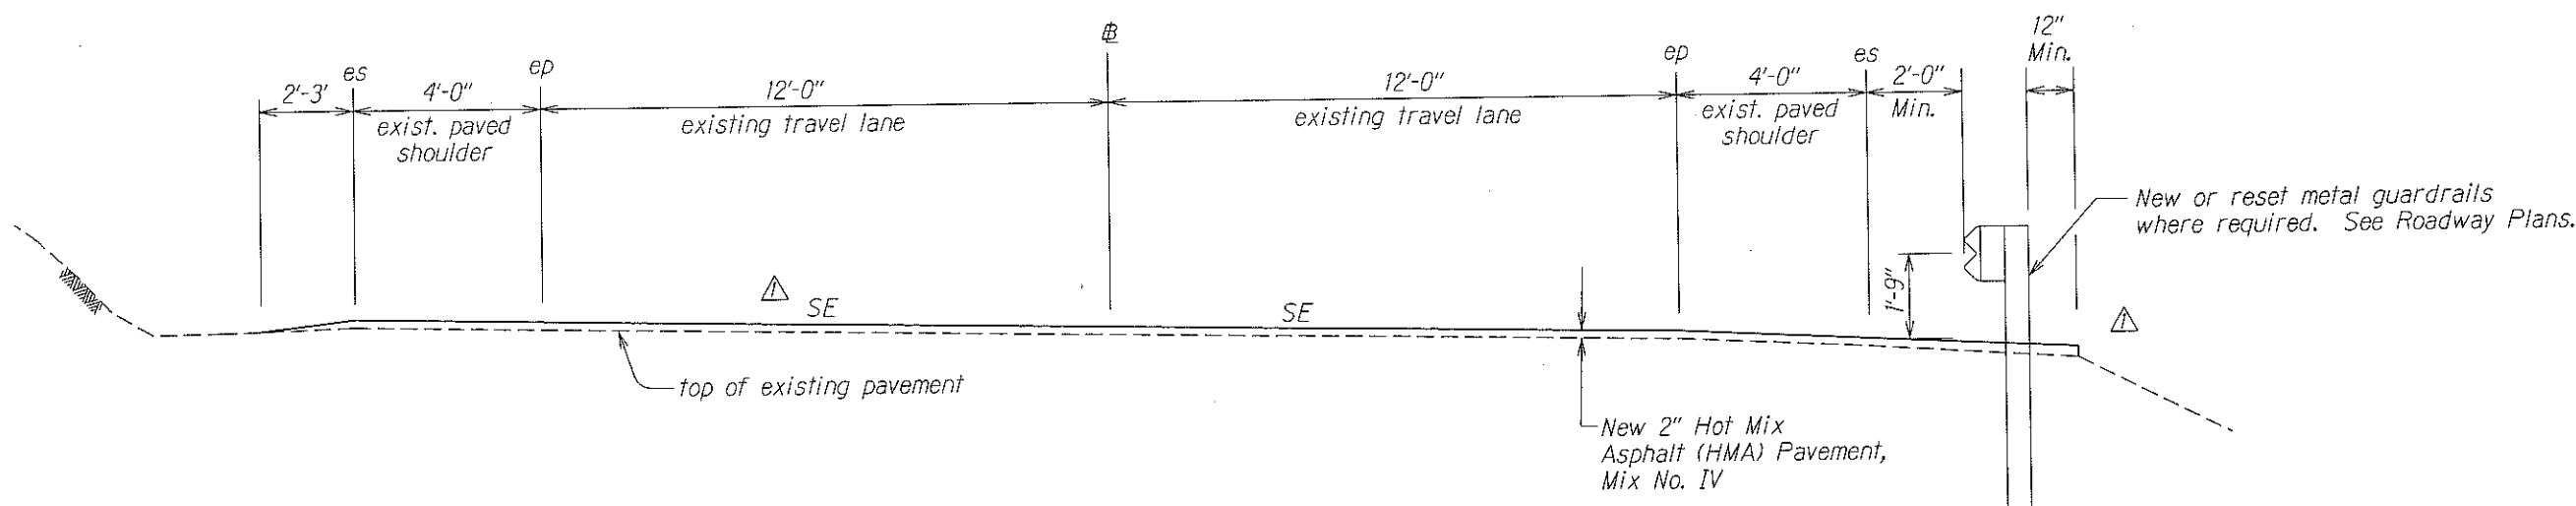 12"
Min.
es
ep
℄
ep
es
2'-3'
4'-0"
12'-0"
12'-0"
4'-0"
2'-0"
exist. paved
shoulder
existing travel lane
existing travel lane
exist. paved
shoulder
Min.
New or reset metal guardrails
where required. See Roadway Plans.
1
SE
SE
1'-9"
1
top of existing pavement
New 2" Hot Mix
Asphalt (HMA) Pavement,
Mix No. IV